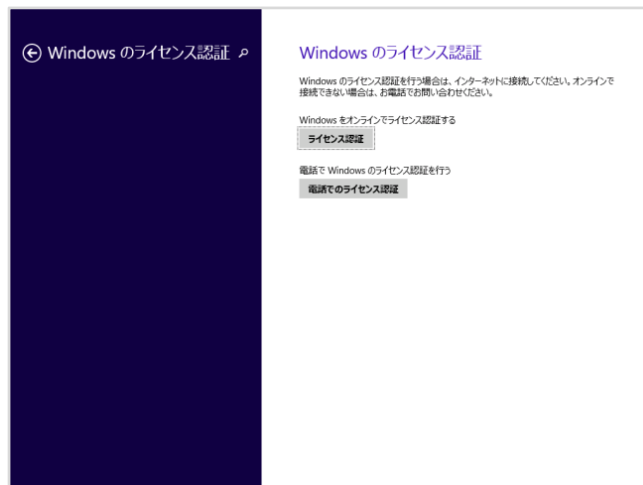 Windows のライセンス認証
Windows のライセンス認証
Windows のライセンス認証を行う場合は、インターネットに接続してください。オンラインで
接続できない場合は、お電話でお問い合わせください。
Windows をオンラインでライセンス認証する
ライセンス認証
電話で Windows のライセンス認証を行う
電話でのライセンス認証